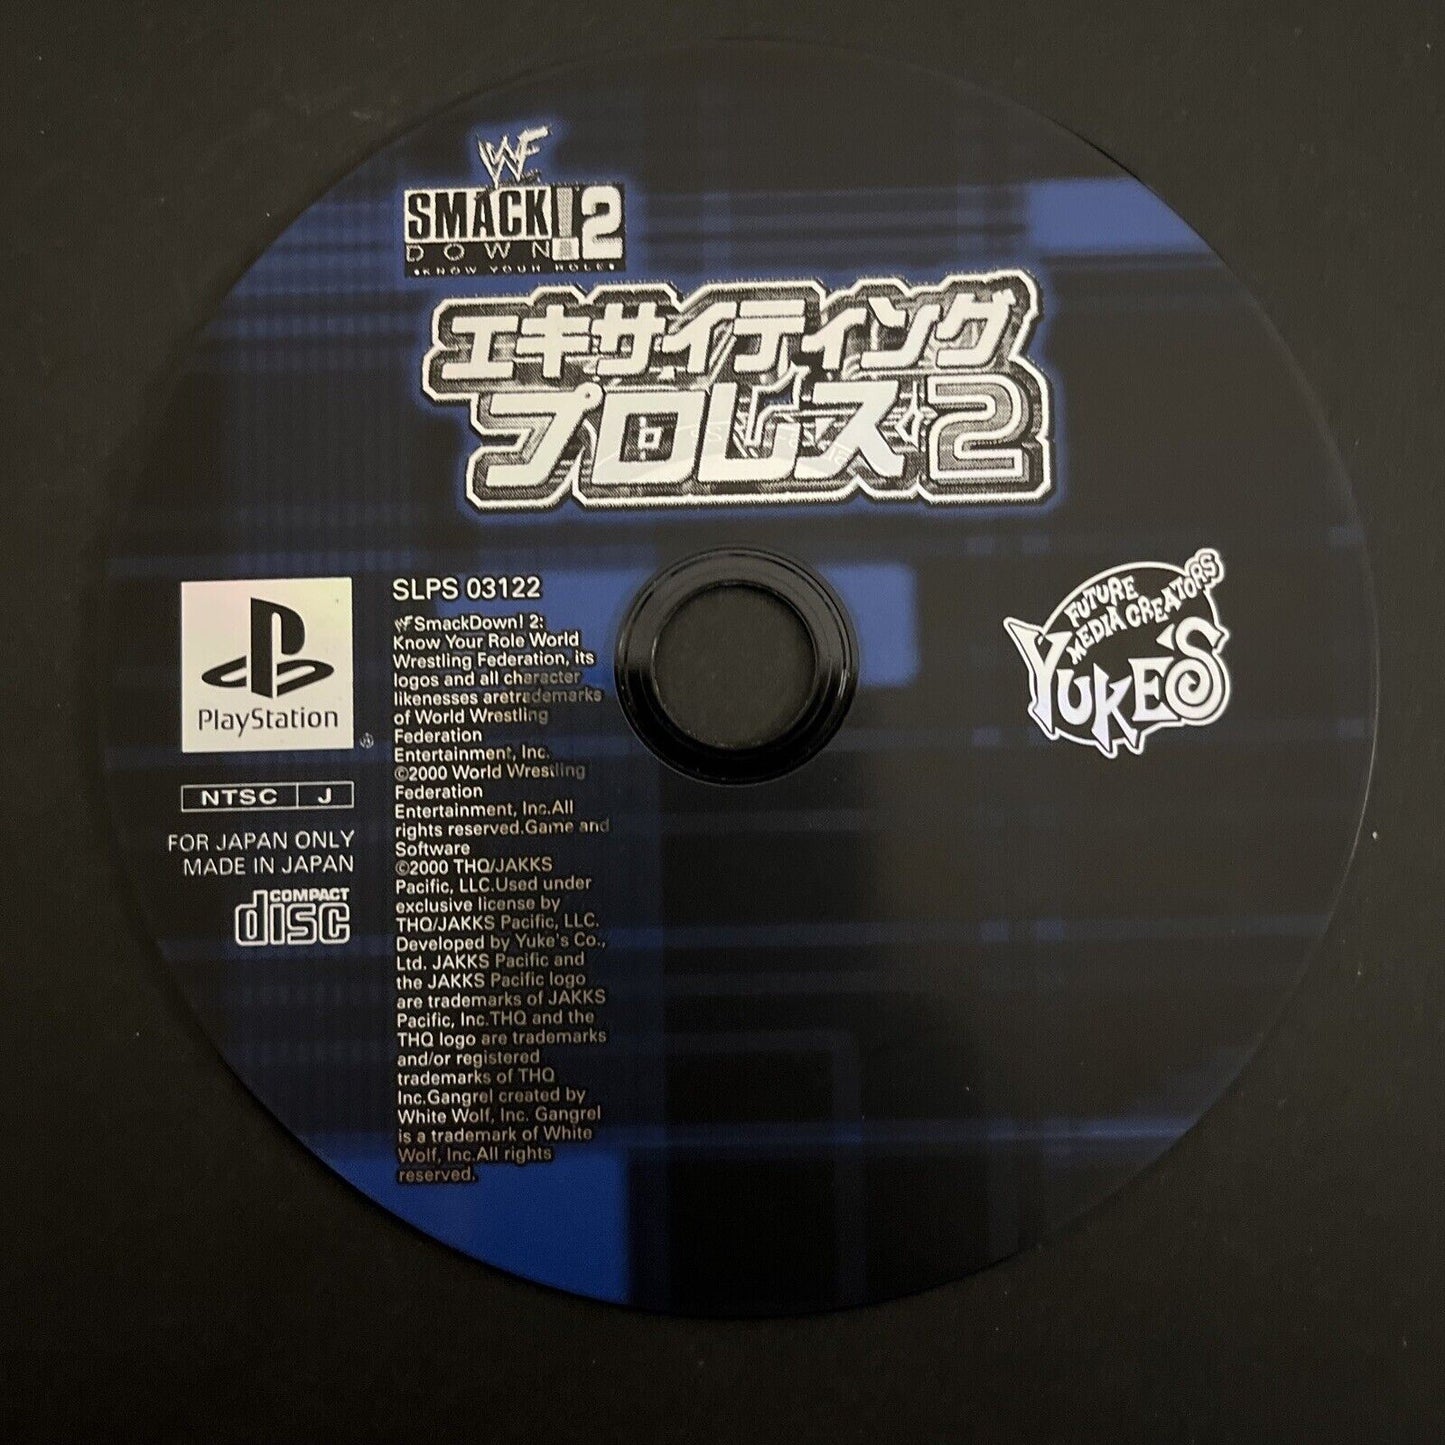 WF
SMACK!2
DOWN
KNOW YOUR ROLE
エキサイティング
プロレス2
SLPS 03122
WF SmackDown! 2:
Know Your Role World
Wrestling Federation, its
logos and all character
likenesses aretrademarks
of World Wrestling
Federation
Entertainment, Inc.
©2000 World Wrestling
Federation
Entertainment, Inc.All
rights reserved.Game and
Software
©2000 THQ/JAKKS
Pacific, LLC.Used under
exclusive license by
THQ/JAKKS Pacific, LLC.
Developed by Yuke's Co.,
Ltd. JAKKS Pacific and
the JAKKS Pacific logo
are trademarks of JAKKS
Pacific, Inc.THQ and the
THQ logo are trademarks
and/or registered
trademarks of THQ
Inc.Gangrel created by
White Wolf, Inc. Gangrel
is a trademark of White
Wolf, Inc.All rights
reserved.
PlayStation
®
NTSC J
FOR JAPAN ONLY
MADE IN JAPAN
COMPACT
disc
FUTURE
MEDIA CREATORS
YUKE'S